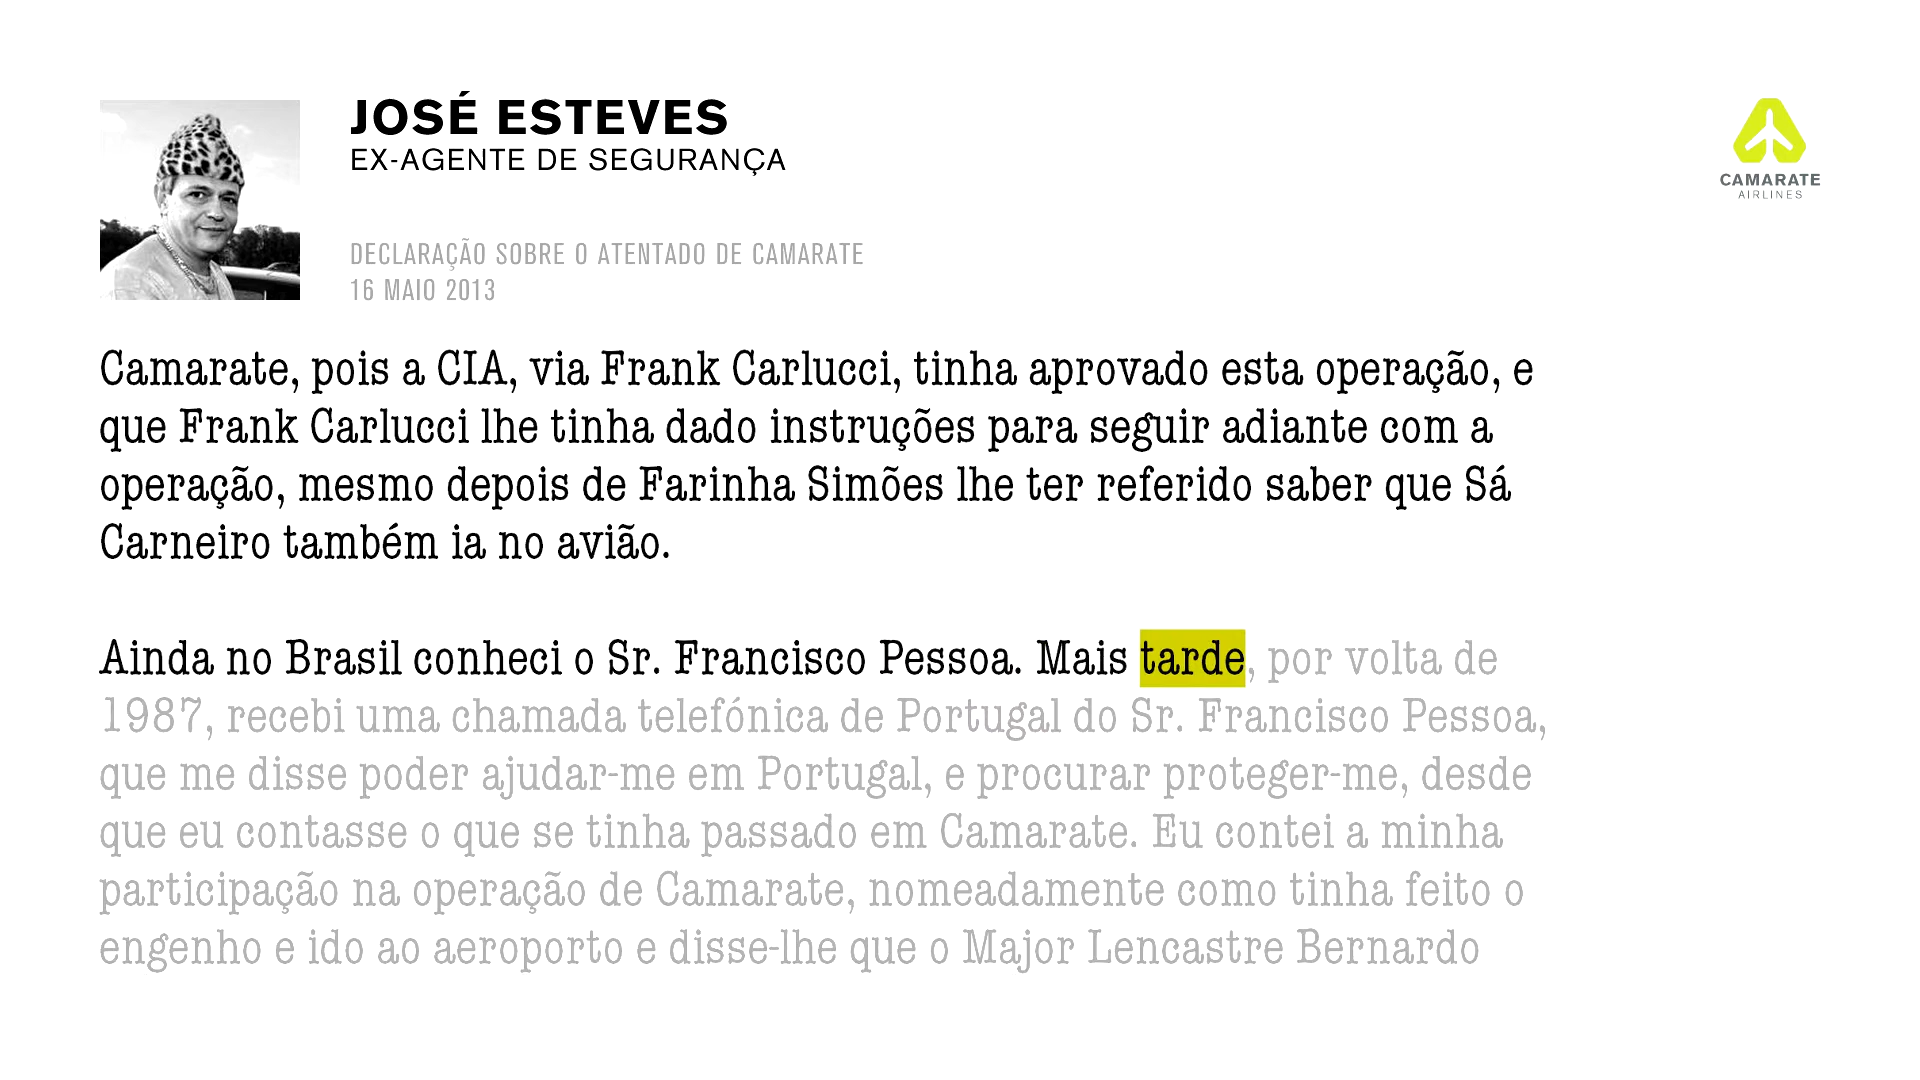 JOSÉ ESTEVES
EX-AGENTE DE SEGURANÇA
CAMARATE
AIRLINES
DECLARAÇÃO SOBRE O ATENTADO DE CAMARATE
16 MAIO 2013
Camarate, pois a CIA, via Frank Carlucci, tinha aprovado esta operação, e
que Frank Carlucci lhe tinha dado instruções para seguir adiante com a
operação, mesmo depois de Farinha Simões lhe ter referido saber que Sá
Carneiro também ia no avião.
Ainda no Brasil conheci o Sr. Francisco Pessoa. Mais tarde, por volta de
1987, recebi uma chamada telefónica de Portugal do Sr. Francisco Pessoa,
que me disse poder ajudar-me em Portugal, e procurar proteger-me, desde
que eu contasse o que se tinha passado em Camarate. Eu contei a minha
participação na operação de Camarate, nomeadamente como tinha feito o
engenho e ido ao aeroporto e disse-lhe que o Major Lencastre Bernardo